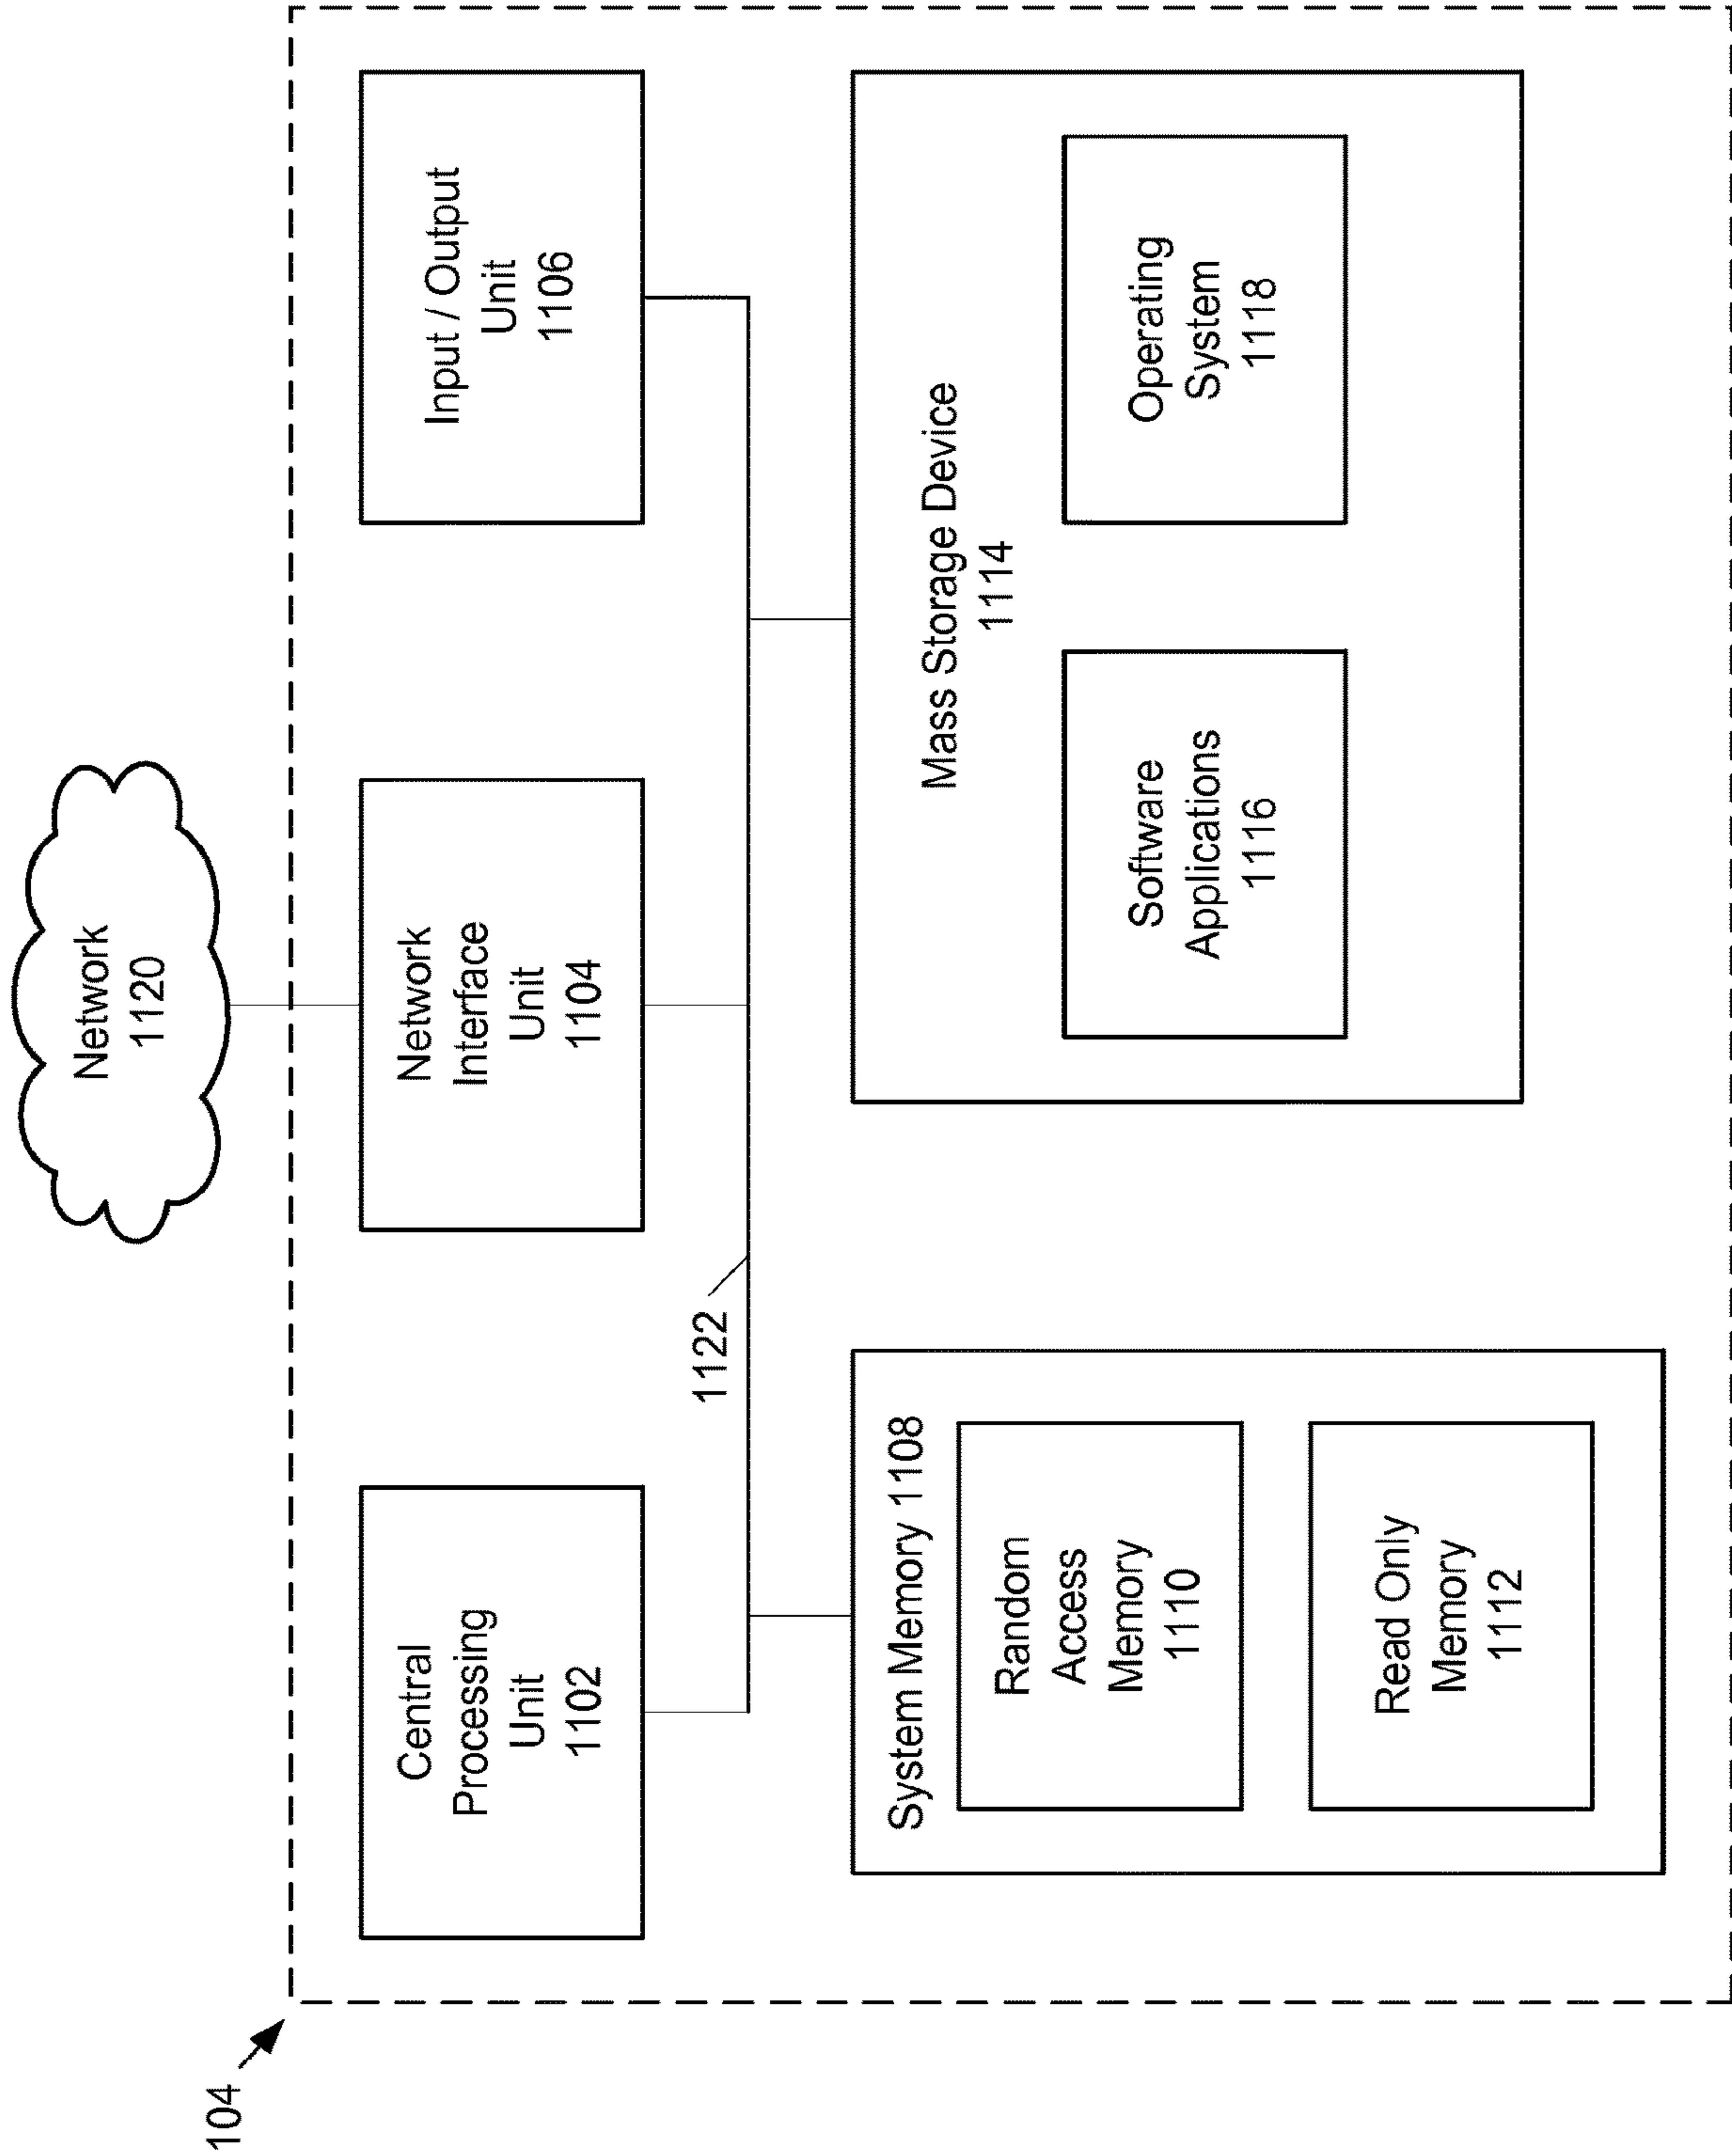 104
Network
1120
Central
Processing
Unit
1102
Network
Interface
Unit
1104
Input / Output
Unit
1106
1122
System Memory 1108
Random
Access
Memory
1110
Read Only
Memory
1112
Mass Storage Device
1114
Software
Applications
1116
Operating
System
1118